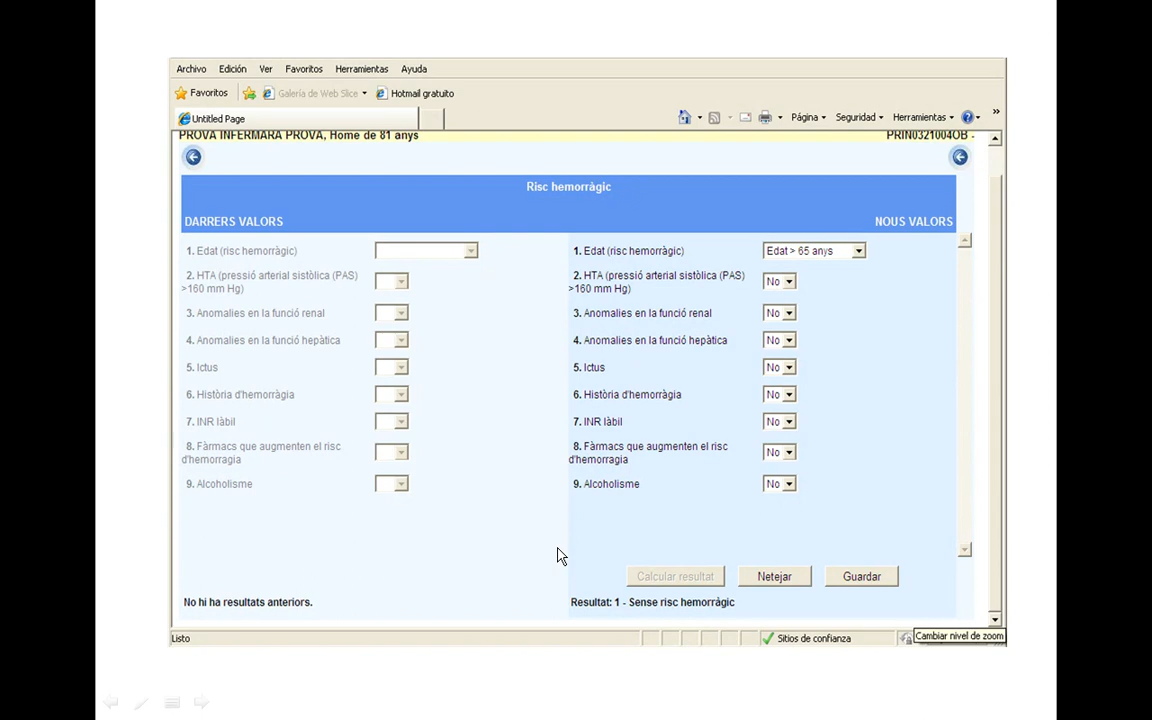 Archivo Edición Ver Favoritos Herramientas Ayuda
Favoritos Galería de Web Slice Hotmail gratuito
Untitled Page Página Seguridad Herramientas »
PROVA INFERMARA PROVA, Home de 81 anys PRIN0321004OB -
Risc hemorràgic
DARRERS VALORS NOUS VALORS
1. Edat (risc hemorràgic) 1. Edat (risc hemorràgic) Edat > 65 anys
2. HTA (pressió arterial sistòlica (PAS) 2. HTA (pressió arterial sistòlica (PAS) No
>160 mm Hg) >160 mm Hg)
3. Anomalies en la funció renal 3. Anomalies en la funció renal No
4. Anomalies en la funció hepàtica 4. Anomalies en la funció hepàtica No
5. Ictus 5. Ictus No
6. Història d'hemorràgia 6. Història d'hemorràgia No
7. INR làbil 7. INR làbil No
8. Fàrmacs que augmenten el risc 8. Fàrmacs que augmenten el risc No
d'hemorragia d'hemorragia
9. Alcoholisme 9. Alcoholisme No
Calcular resultat Netejar Guardar
No hi ha resultats anteriors. Resultat: 1 - Sense risc hemorràgic
Listo Sitios de confianza Cambiar nivel de zoom